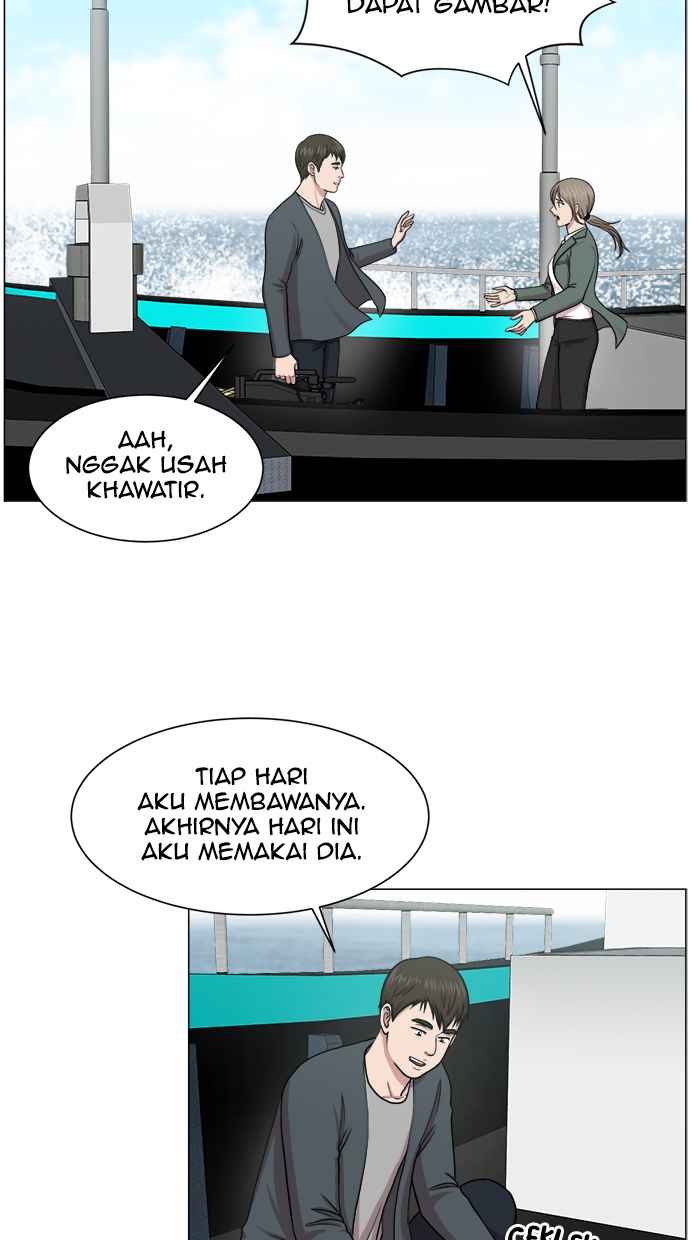 DAPAT GAMBAR!
AAH,
NGGAK USAH
KHAWATIR.
TIAP HARI
AKU MEMBAWANYA.
AKHIRNYA HARI INI
AKU MEMAKAI DIA.